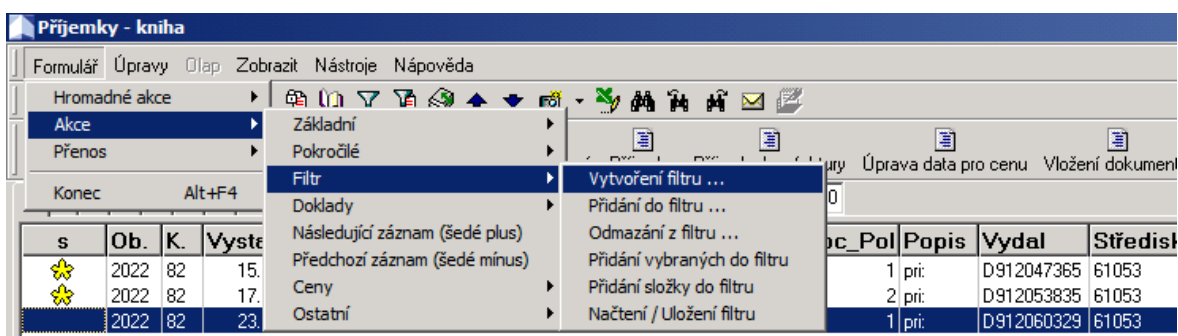 Příjemky - kniha
Formulář Úpravy Olap Zobrazit Nástroje Nápověda
Hromadné akce
Akce
Přenos
Konec Alt+F4
Základní
Pokročilé
Filtr
Doklady
Následující záznam (šedé plus)
Předchozí záznam (šedé mínus)
Ceny
Ostatní
Vytvoření filtru ...
Přidání do filtru ...
Odmazání z filtru ...
Přidání vybraných do filtru
Přidání složky do filtru
Načtení / Uložení filtru
Úprava data pro cenu Vložení dokument
s Ob. K. Vyste oc_Pol Popis Vydal Středisk
2022 82 15. 1 pri: D912047365 61053
2022 82 17. 2 pri: D912053835 61053
2022 82 23. 1 pri: D912060329 61053